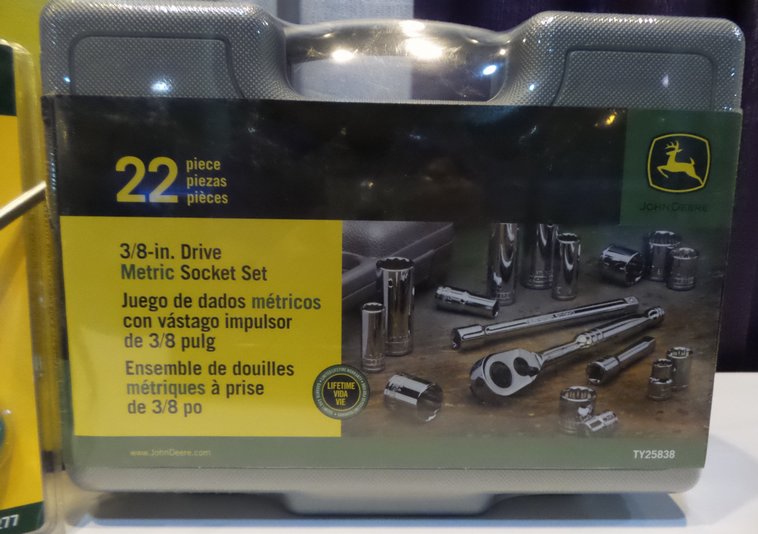 22 piece
piezas
pièces
JOHN DEERE
3/8-in. Drive
Metric Socket Set
Juego de dados métricos
con vástago impulsor
de 3/8 pulg
Ensemble de douilles
métriques à prise
de 3/8 po
LIFETIME
VIDA
VIE
www.JohnDeere.com
TY25838
277